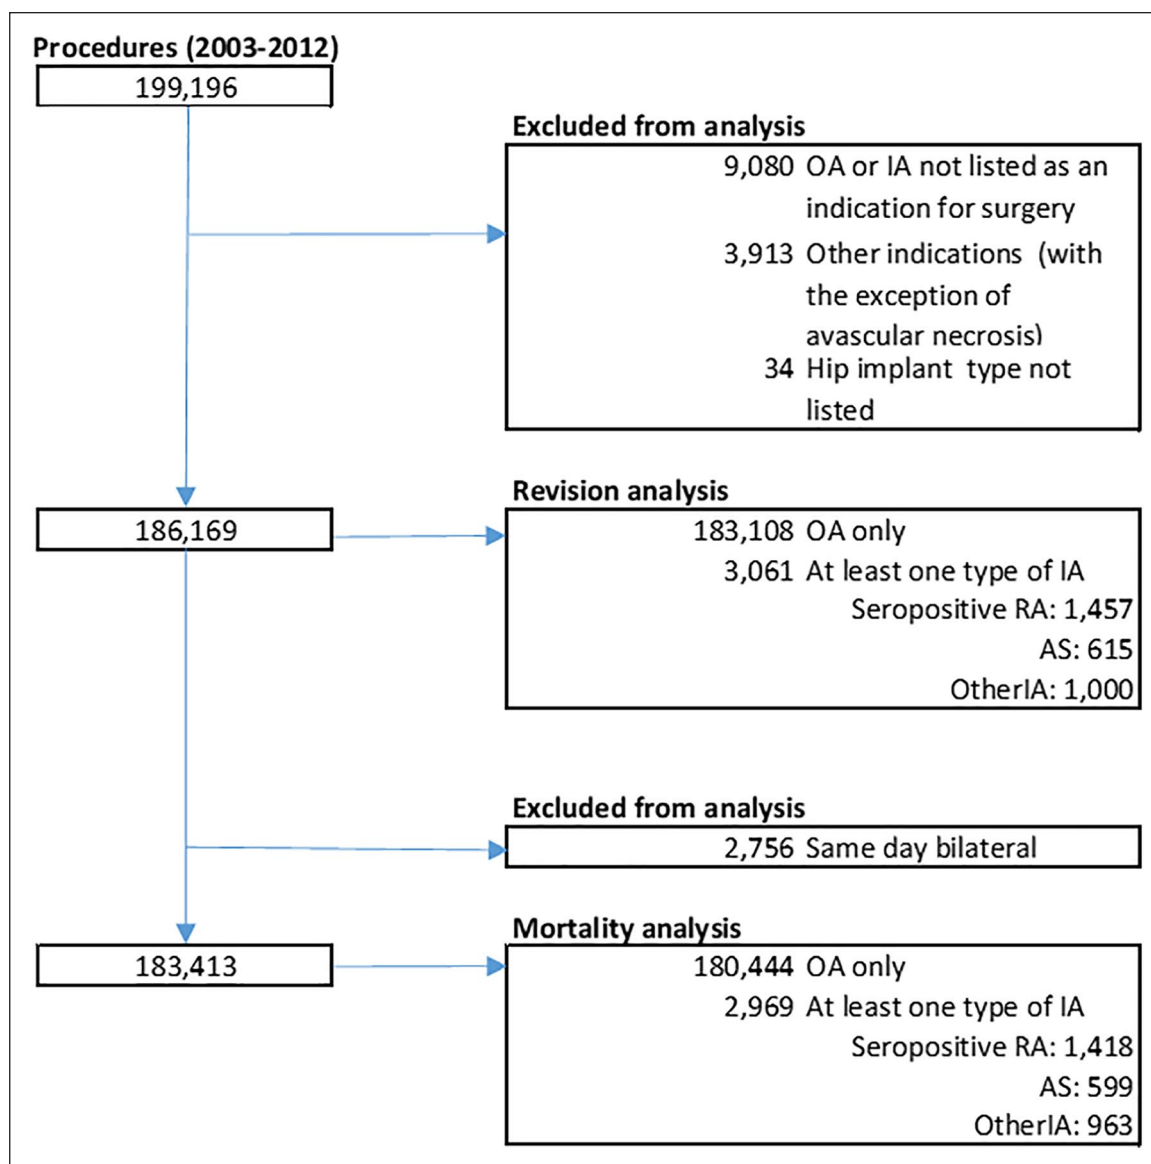 Procedures (2003-2012)
199,196
Excluded from analysis
9,080 OA or IA not listed as an
indication for surgery
3,913 Other indications (with
the exception of
avascular necrosis)
34 Hip implant type not
listed
Revision analysis
186,169
183,108 OA only
3,061 At least one type of IA
Seropositive RA: 1,457
AS: 615
OtherIA: 1,000
Excluded from analysis
2,756 Same day bilateral
Mortality analysis
183,413
180,444 OA only
2,969 At least one type of IA
Seropositive RA: 1,418
AS: 599
OtherIA: 963